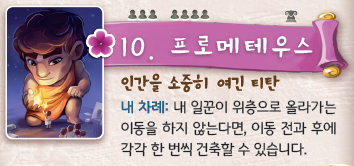 10. 프로메테우스
인간을 소중히 여긴 티탄
내 차례: 내 일꾼이 위층으로 올라가는
이동을 하지 않는다면, 이동 전과 후에
각각 한 번씩 건축할 수 있습니다.